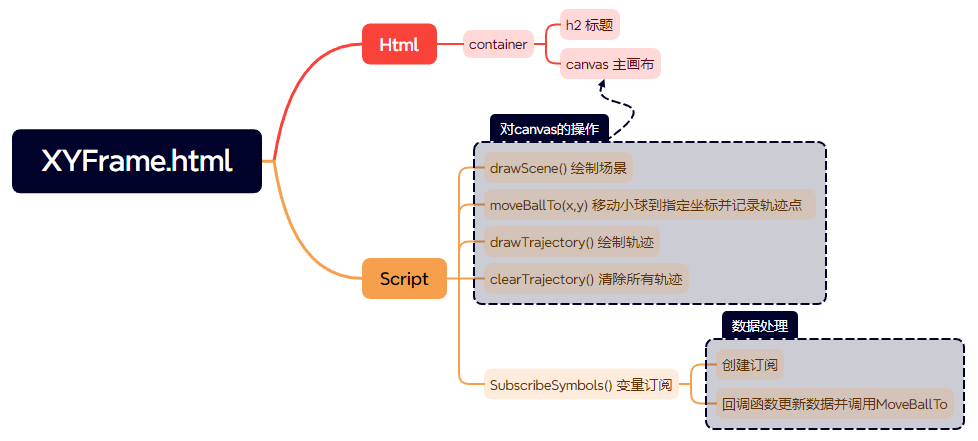 XYFrame.html
Html
container
h2 标题
canvas 主画布
对canvas的操作
drawScene() 绘制场景
moveBallTo(x,y) 移动小球到指定坐标并记录轨迹点
drawTrajectory() 绘制轨迹
clearTrajectory() 清除所有轨迹
Script
SubscribeSymbols() 变量订阅
数据处理
创建订阅
回调函数更新数据并调用MoveBallTo